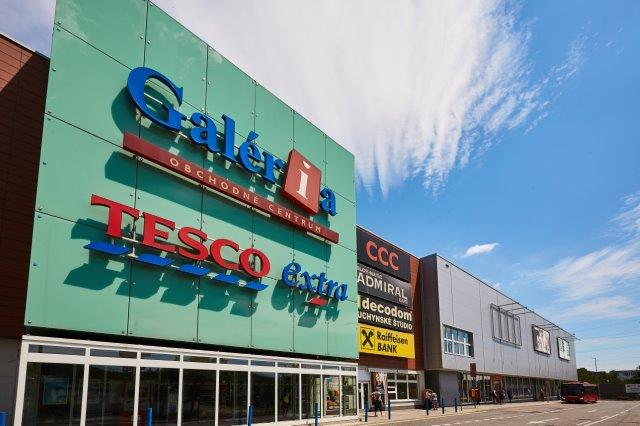 Galéria
OBCHODNÉ CENTRUM
TESCO
extra
CCC
ADMIRAL
decodom
KUCHYNSKÉ ŠTÚDIO
Raiffeisen
BANK